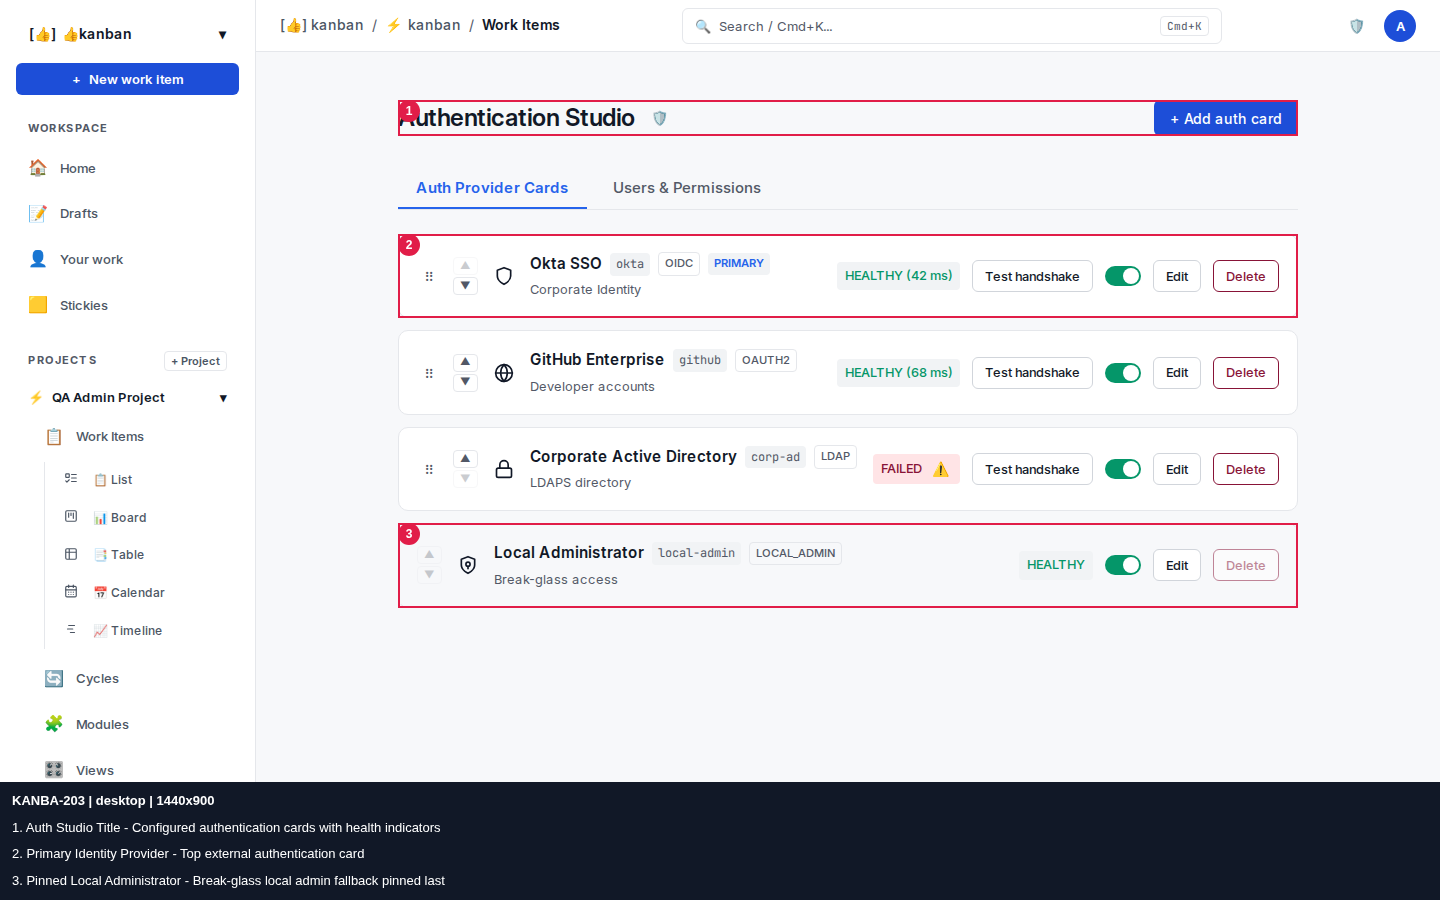 [👍] 👍kanban ▼
+ New work item
WORKSPACE
🏠 Home
📝 Drafts
👤 Your work
🟨 Stickies
PROJECTS + Project
⚡ QA Admin Project ▼
📋 Work Items
📋 List
📊 Board
📑 Table
📅 Calendar
📈 Timeline
🔄 Cycles
🧩 Modules
🎛️ Views
[👍] kanban / ⚡ kanban / Work Items
🔍 Search / Cmd+K... Cmd+K
🛡️ A
1
Authentication Studio 🛡️ + Add auth card
Auth Provider Cards Users & Permissions
2
Okta SSO okta OIDC PRIMARY
Corporate Identity
HEALTHY (42 ms) Test handshake Edit Delete
GitHub Enterprise github OAUTH2
Developer accounts
HEALTHY (68 ms) Test handshake Edit Delete
Corporate Active Directory corp-ad LDAP
LDAPS directory
FAILED ⚠️ Test handshake Edit Delete
3
Local Administrator local-admin LOCAL_ADMIN
Break-glass access
HEALTHY Edit Delete
KANBA-203 | desktop | 1440x900
1. Auth Studio Title - Configured authentication cards with health indicators
2. Primary Identity Provider - Top external authentication card
3. Pinned Local Administrator - Break-glass local admin fallback pinned last